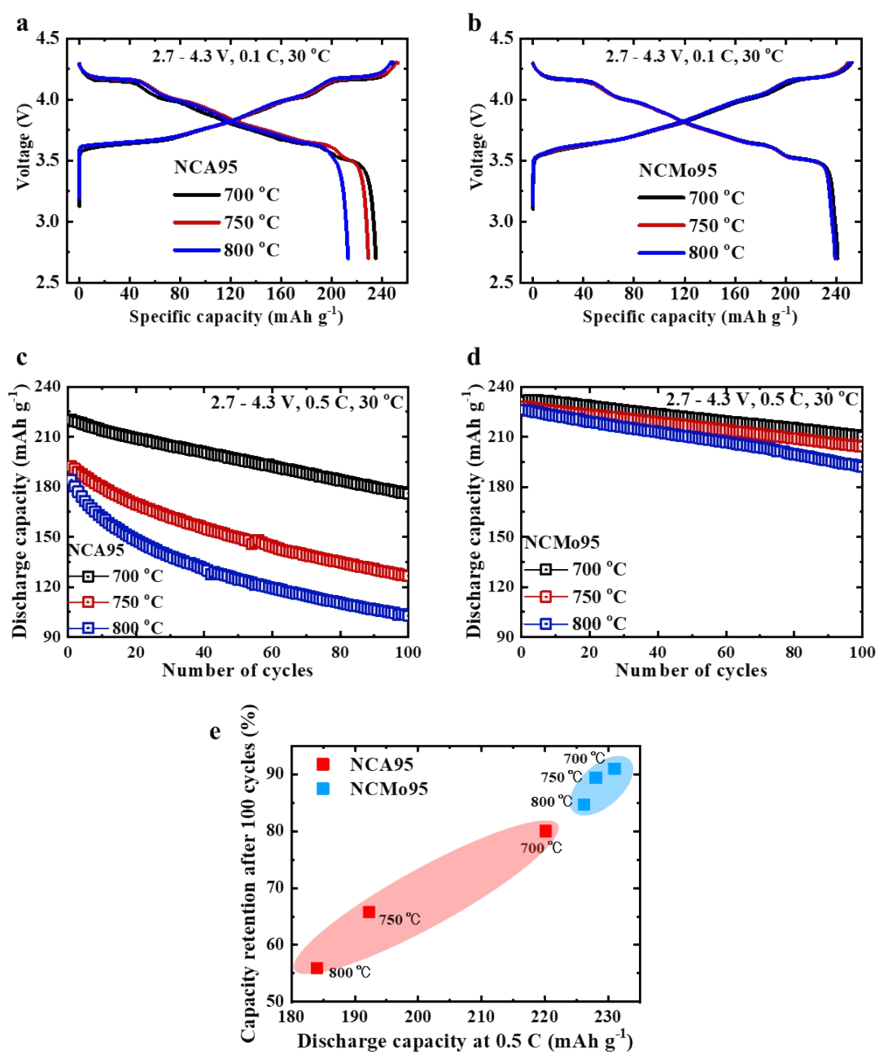 a
4.5
4.0
3.5
3.0
2.5
Voltage (V)
2.7 - 4.3 V, 0.1 C, 30 °C
NCA95
700 °C
750 °C
800 °C
0 40 80 120 160 200 240
Specific capacity (mAh g⁻¹)
b
4.5
4.0
3.5
3.0
2.5
Voltage (V)
2.7 - 4.3 V, 0.1 C, 30 °C
NCMo95
700 °C
750 °C
800 °C
0 40 80 120 160 200 240
Specific capacity (mAh g⁻¹)
c
240
210
180
150
120
90
Discharge capacity (mAh g⁻¹)
2.7 - 4.3 V, 0.5 C, 30 °C
NCA95
700 °C
750 °C
800 °C
0 20 40 60 80 100
Number of cycles
d
240
210
180
150
120
90
Discharge capacity (mAh g⁻¹)
2.7 - 4.3 V, 0.5 C, 30 °C
NCMo95
700 °C
750 °C
800 °C
0 20 40 60 80 100
Number of cycles
e
90
80
70
60
50
Capacity retention after 100 cycles (%)
NCA95
NCMo95
700 ℃
750 ℃
800 ℃
700 ℃
750 ℃
800 ℃
180 190 200 210 220 230
Discharge capacity at 0.5 C (mAh g⁻¹)